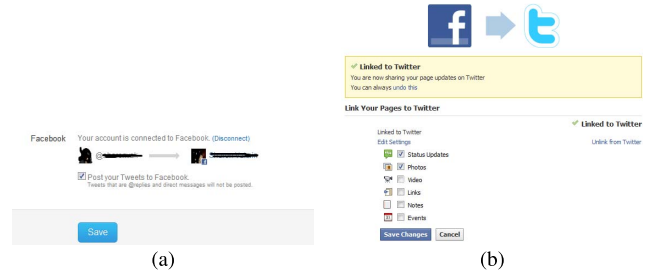 Facebook
Your account is connected to Facebook. (Disconnect)
@
Post your Tweets to Facebook.
Tweets that are @replies and direct messages will not be posted.
Save
(a)
f
t
Linked to Twitter
You are now sharing your page updates on Twitter
You can always undo this
Link Your Pages to Twitter
Linked to Twitter
Linked to Twitter
Edit Settings
Unlink from Twitter
Status Updates
Photos
Video
Links
Notes
31 Events
Save Changes Cancel
(b)